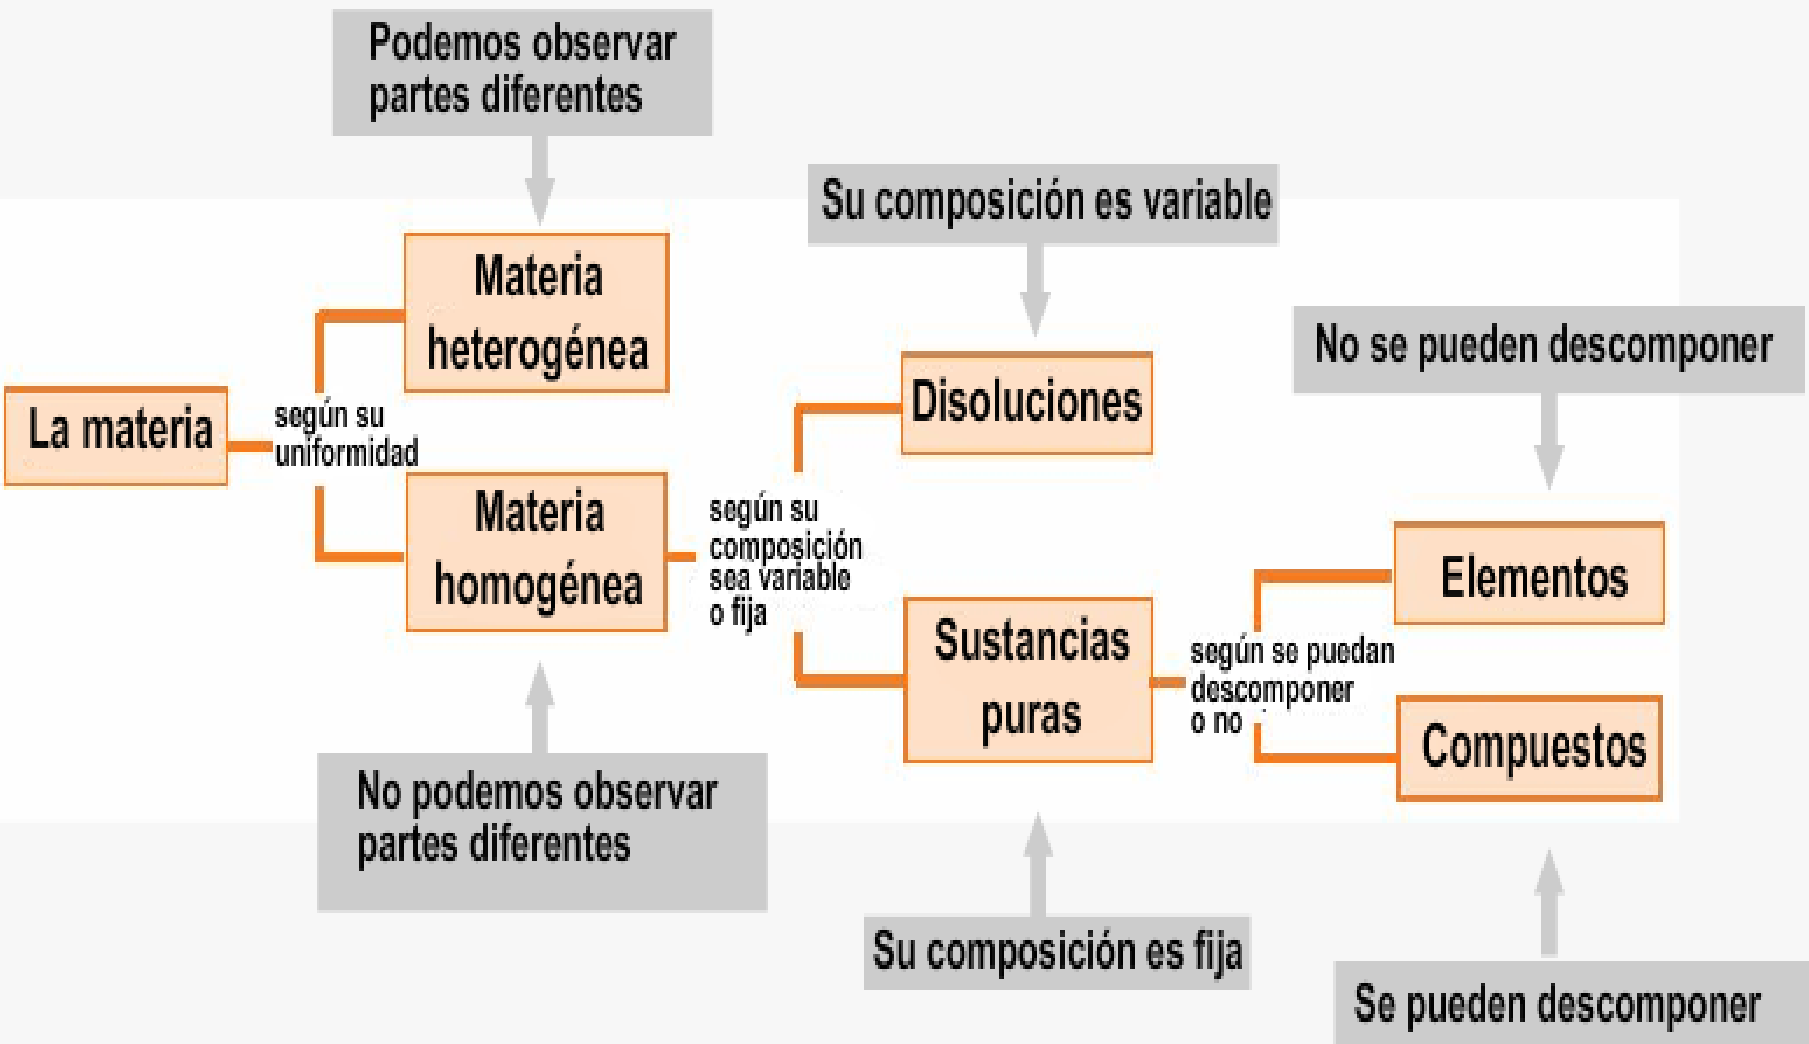 Podemos observar
partes diferentes
Su composición es variable
Materia
heterogénea
No se pueden descomponer
Disoluciones
La materia
según su
uniformidad
Materia
homogénea
según su
composición
sea variable
o fija
Elementos
Sustancias
puras
según se puedan
descomponer
o no
Compuestos
No podemos observar
partes diferentes
Su composición es fija
Se pueden descomponer